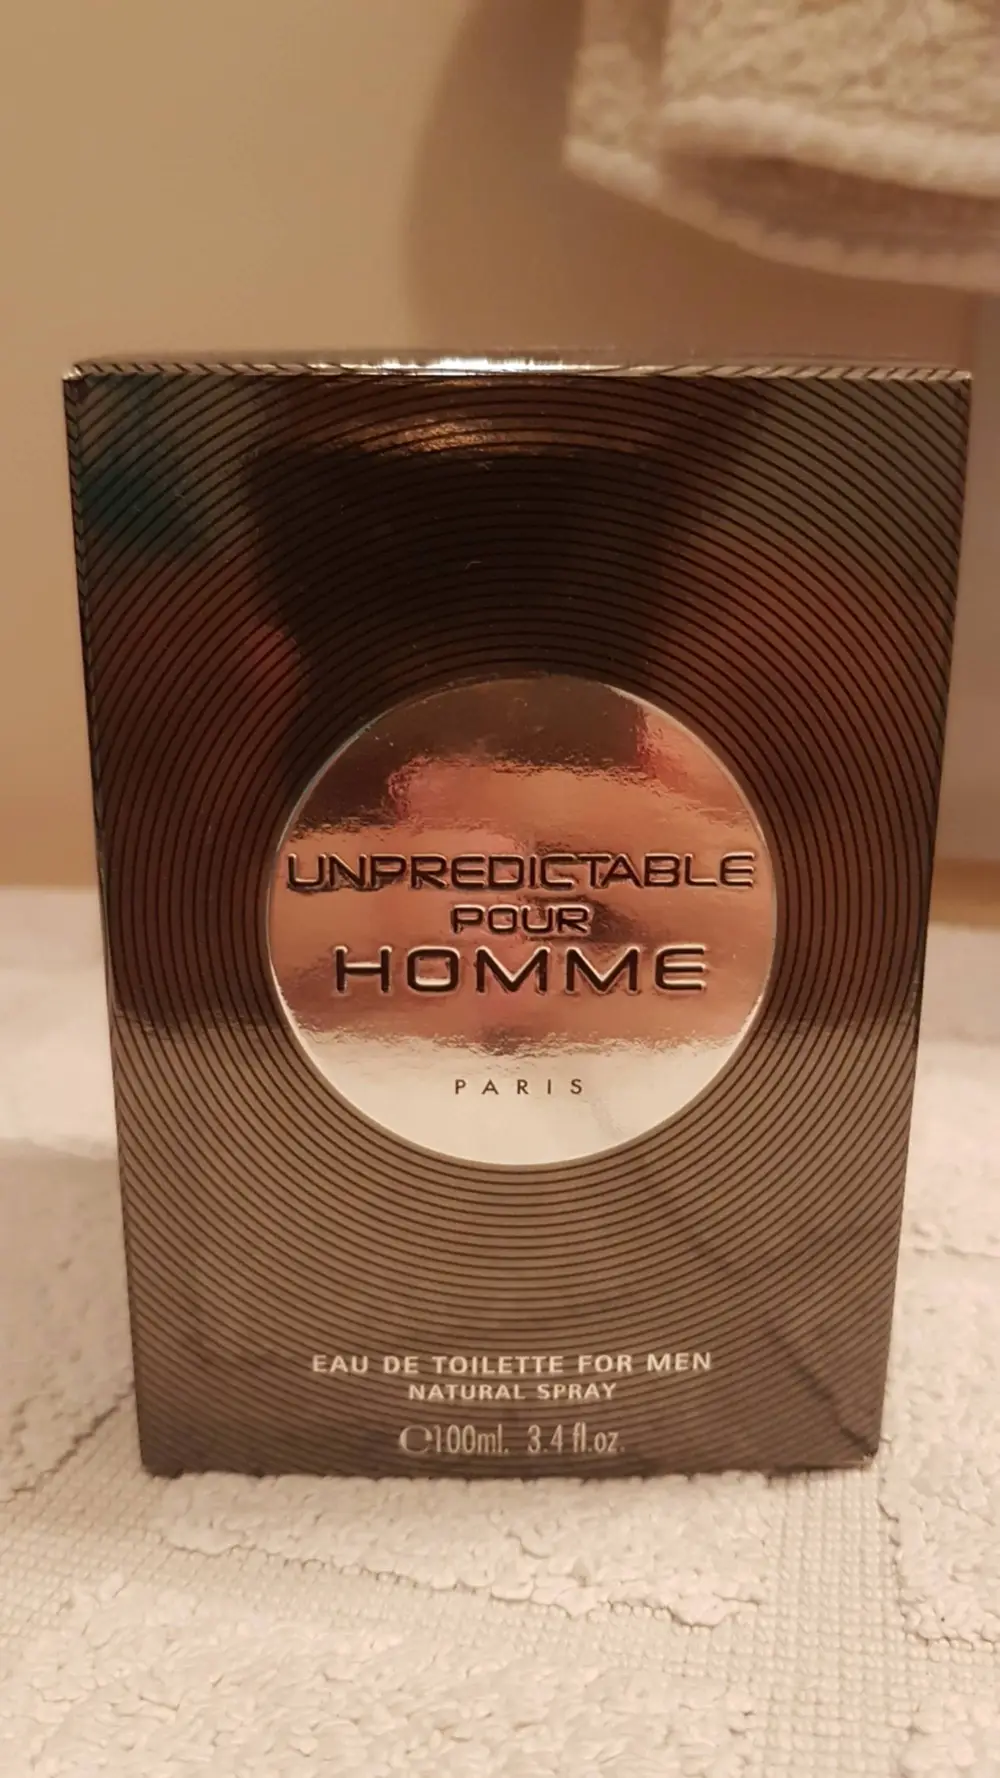 UNPREDICTABLE
POUR
HOMME
PARIS
EAU DE TOILETTE FOR MEN
NATURAL SPRAY
℮100ml. 3.4 fl.oz.